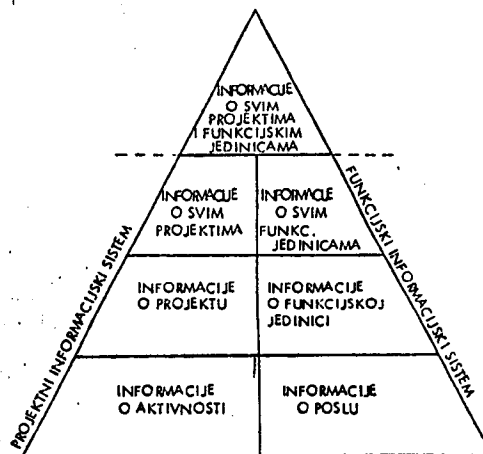 INFORMACIJE
O SVIM
PROJEKTIMA
I FUNKCIJSKIM
JEDINICAMA
INFORMACIJE
O SVIM
PROJEKTIMA
INFORMACIJE
O SVIM
FUNKC.
JEDINICAMA
INFORMACIJE
O PROJEKTU
INFORMACIJE
O FUNKCIJSKOJ
JEDINICI
INFORMACIJE
O AKTIVNOSTI
INFORMACIJE
O POSLU
PROJEKTNI INFORMACIJSKI SISTEM
FUNKCIJSKI INFORMACIJSKI SISTEM